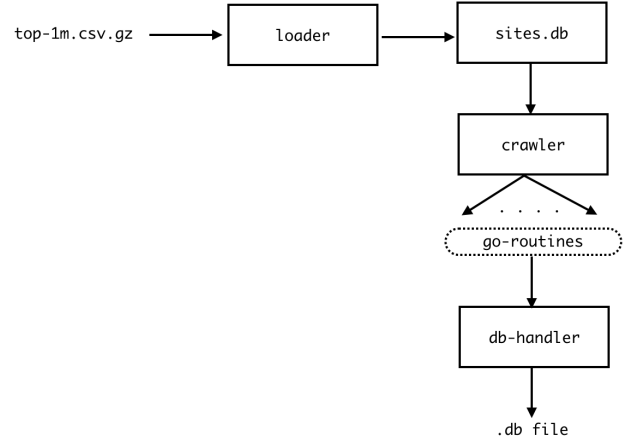 top-1m.csv.gz
loader
sites.db
crawler
. . . .
go-routines
db-handler
.db file